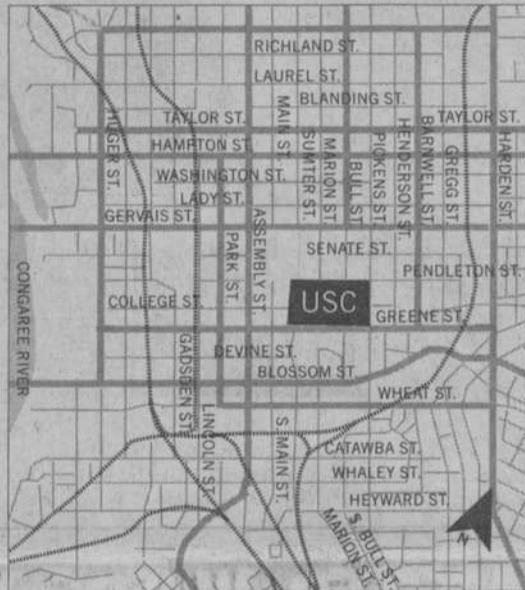 RICHLAND ST.
LAUREL ST.
BLANDING ST.
TAYLOR ST.
TAYLOR ST.
HUGER ST.
MAIN ST.
HAMPTON ST.
SUMTER ST.
MARION ST.
BULL ST.
PICKENS ST.
HENDERSON ST.
BARNWELL ST.
GREGG ST.
HARDEN ST.
WASHINGTON ST.
LADY ST.
GERVAIS ST.
ASSEMBLY ST.
PARK ST.
SENATE ST.
PENDLETON ST.
CONGAREE RIVER
COLLEGE ST.
USC
GREENE ST.
GADSDEN ST.
DEVINE ST.
BLOSSOM ST.
WHEAT ST.
LINCOLN ST.
S. MAIN ST.
CATAWBA ST.
WHALEY ST.
HEYWARD ST.
S. BULL ST.
MARION ST.
N